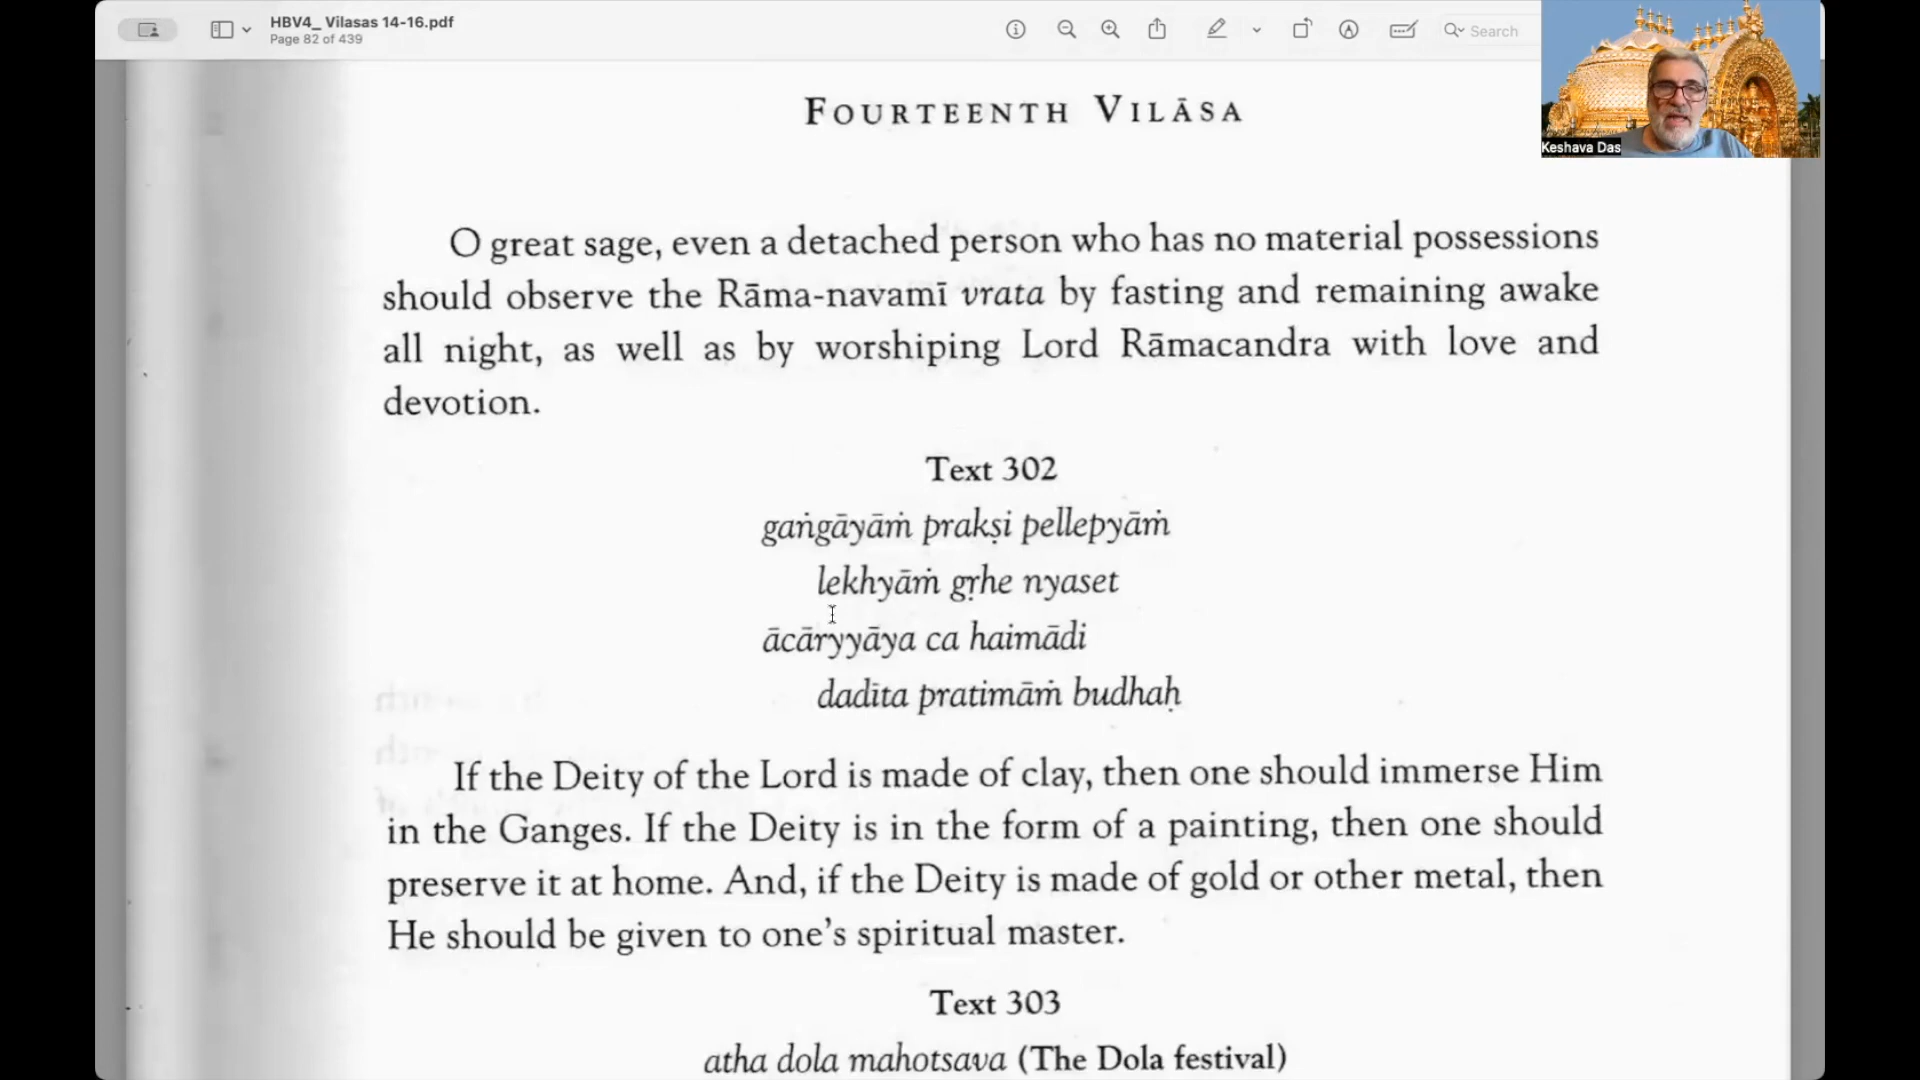 HBV4_ Vilasas 14-16.pdf
Page 82 of 439
Search
Keshava Das
FOURTEENTH VILĀSA
O great sage, even a detached person who has no material possessions
should observe the Rāma-navamī vrata by fasting and remaining awake
all night, as well as by worshiping Lord Rāmacandra with love and
devotion.
Text 302
gaṅgāyāṁ prakṣi pellepyāṁ
lekhyāṁ gṛhe nyaset
ācāryyāya ca haimādi
dadīta pratimāṁ budhaḥ
If the Deity of the Lord is made of clay, then one should immerse Him
in the Ganges. If the Deity is in the form of a painting, then one should
preserve it at home. And, if the Deity is made of gold or other metal, then
He should be given to one's spiritual master.
Text 303
atha dola mahotsava (The Dola festival)